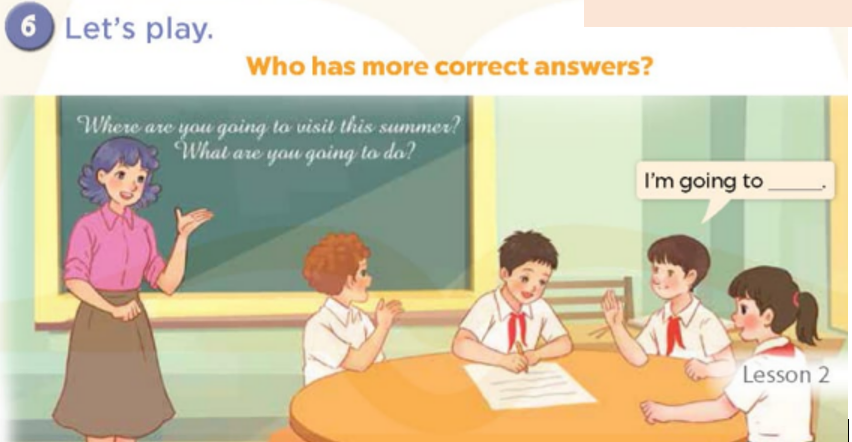 6 Let's play.
Who has more correct answers?
Where are you going to visit this summer?
What are you going to do?
I'm going to _____.
Lesson 2